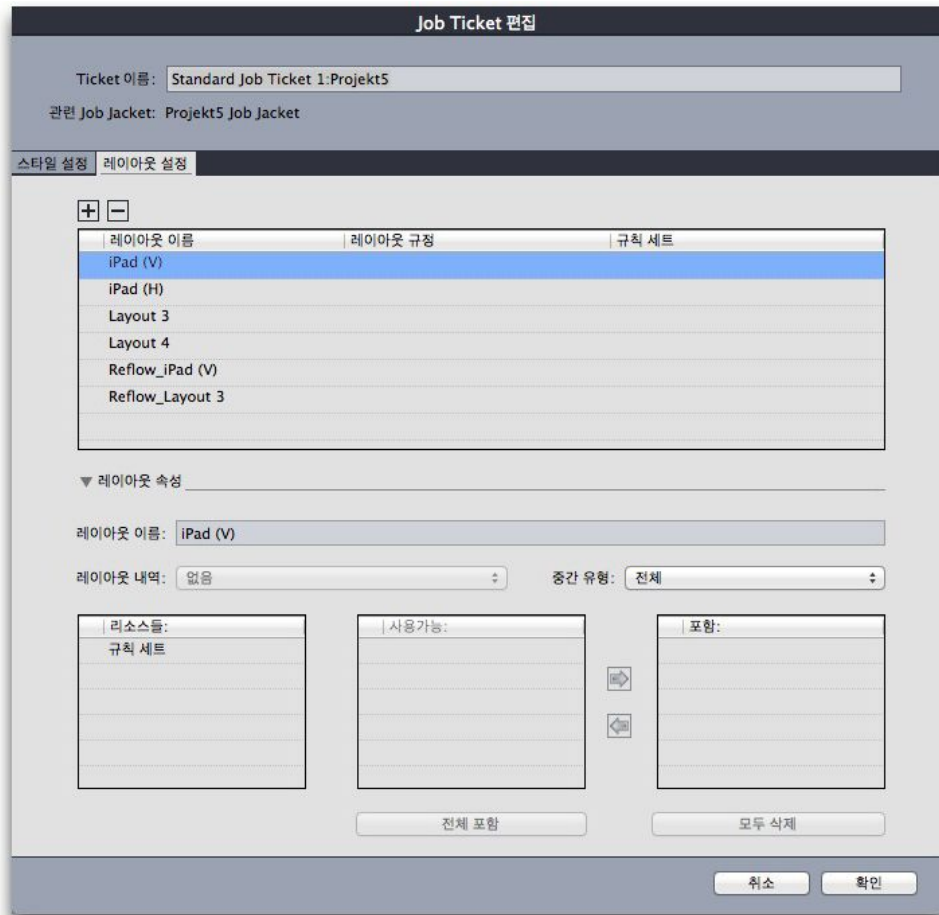 Job Ticket 편집
Ticket 이름: Standard Job Ticket 1:Projekt5
관련 Job Jacket: Projekt5 Job Jacket
스타일 설정 레이아웃 설정
레이아웃 이름 레이아웃 규정 규칙 세트
iPad (V)
iPad (H)
Layout 3
Layout 4
Reflow_iPad (V)
Reflow_Layout 3
레이아웃 속성
레이아웃 이름: iPad (V)
레이아웃 내역: 없음 중간 유형: 전체
리소스들: 사용가능: 포함:
규칙 세트
전체 포함 모두 삭제
취소 확인